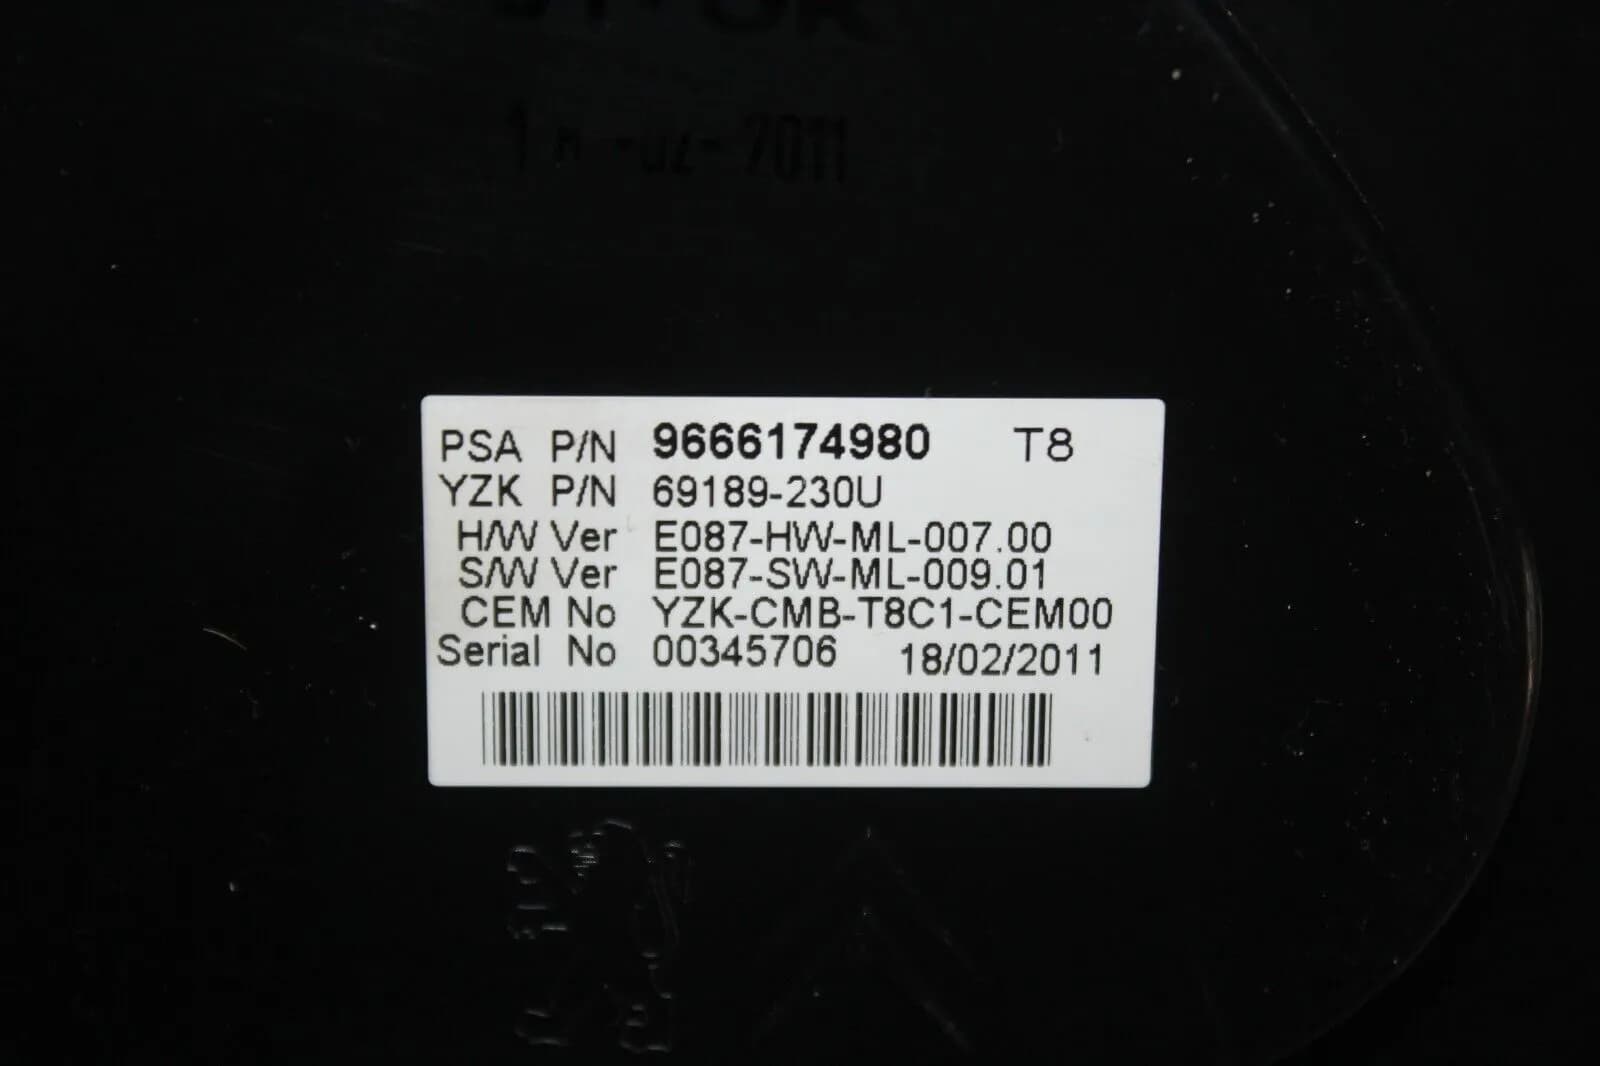 PSA P/N 9666174980 T8
YZK P/N 69189-230U
H/W Ver E087-HW-ML-007.00
S/W Ver E087-SW-ML-009.01
CEM No YZK-CMB-T8C1-CEM00
Serial No 00345706 18/02/2011